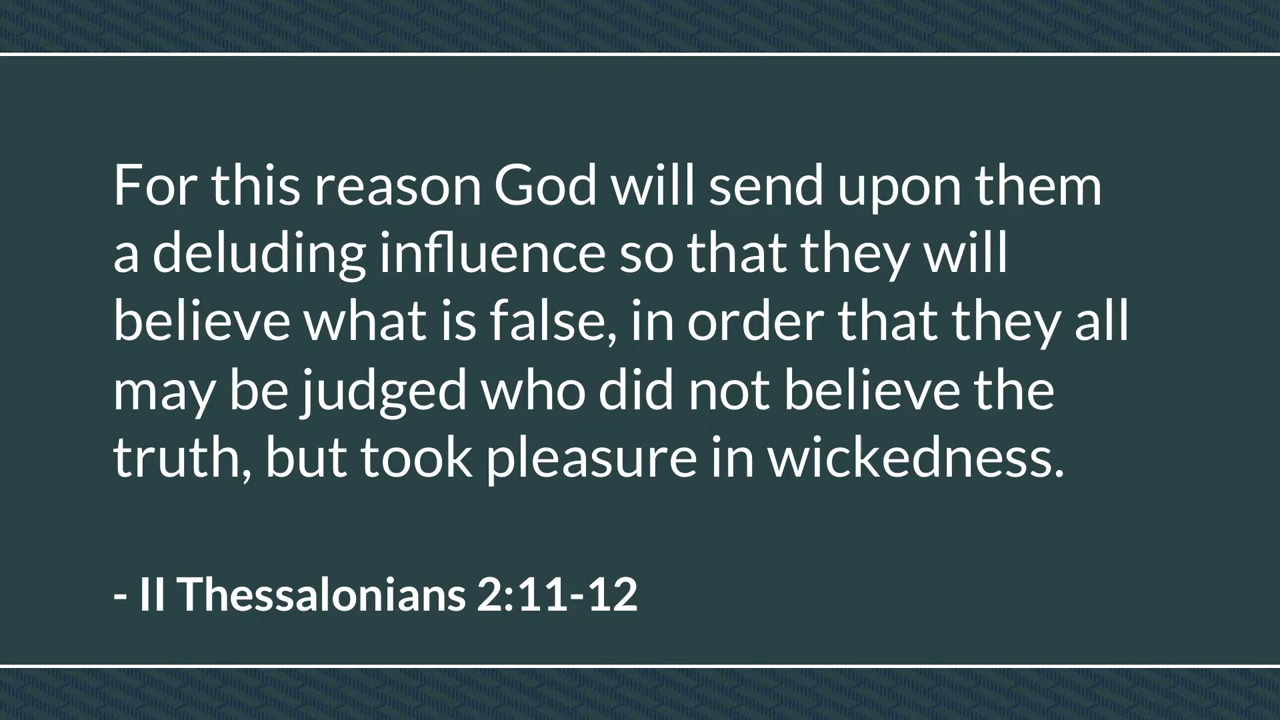 For this reason God will send upon them
a deluding influence so that they will
believe what is false, in order that they all
may be judged who did not believe the
truth, but took pleasure in wickedness.
- II Thessalonians 2:11-12